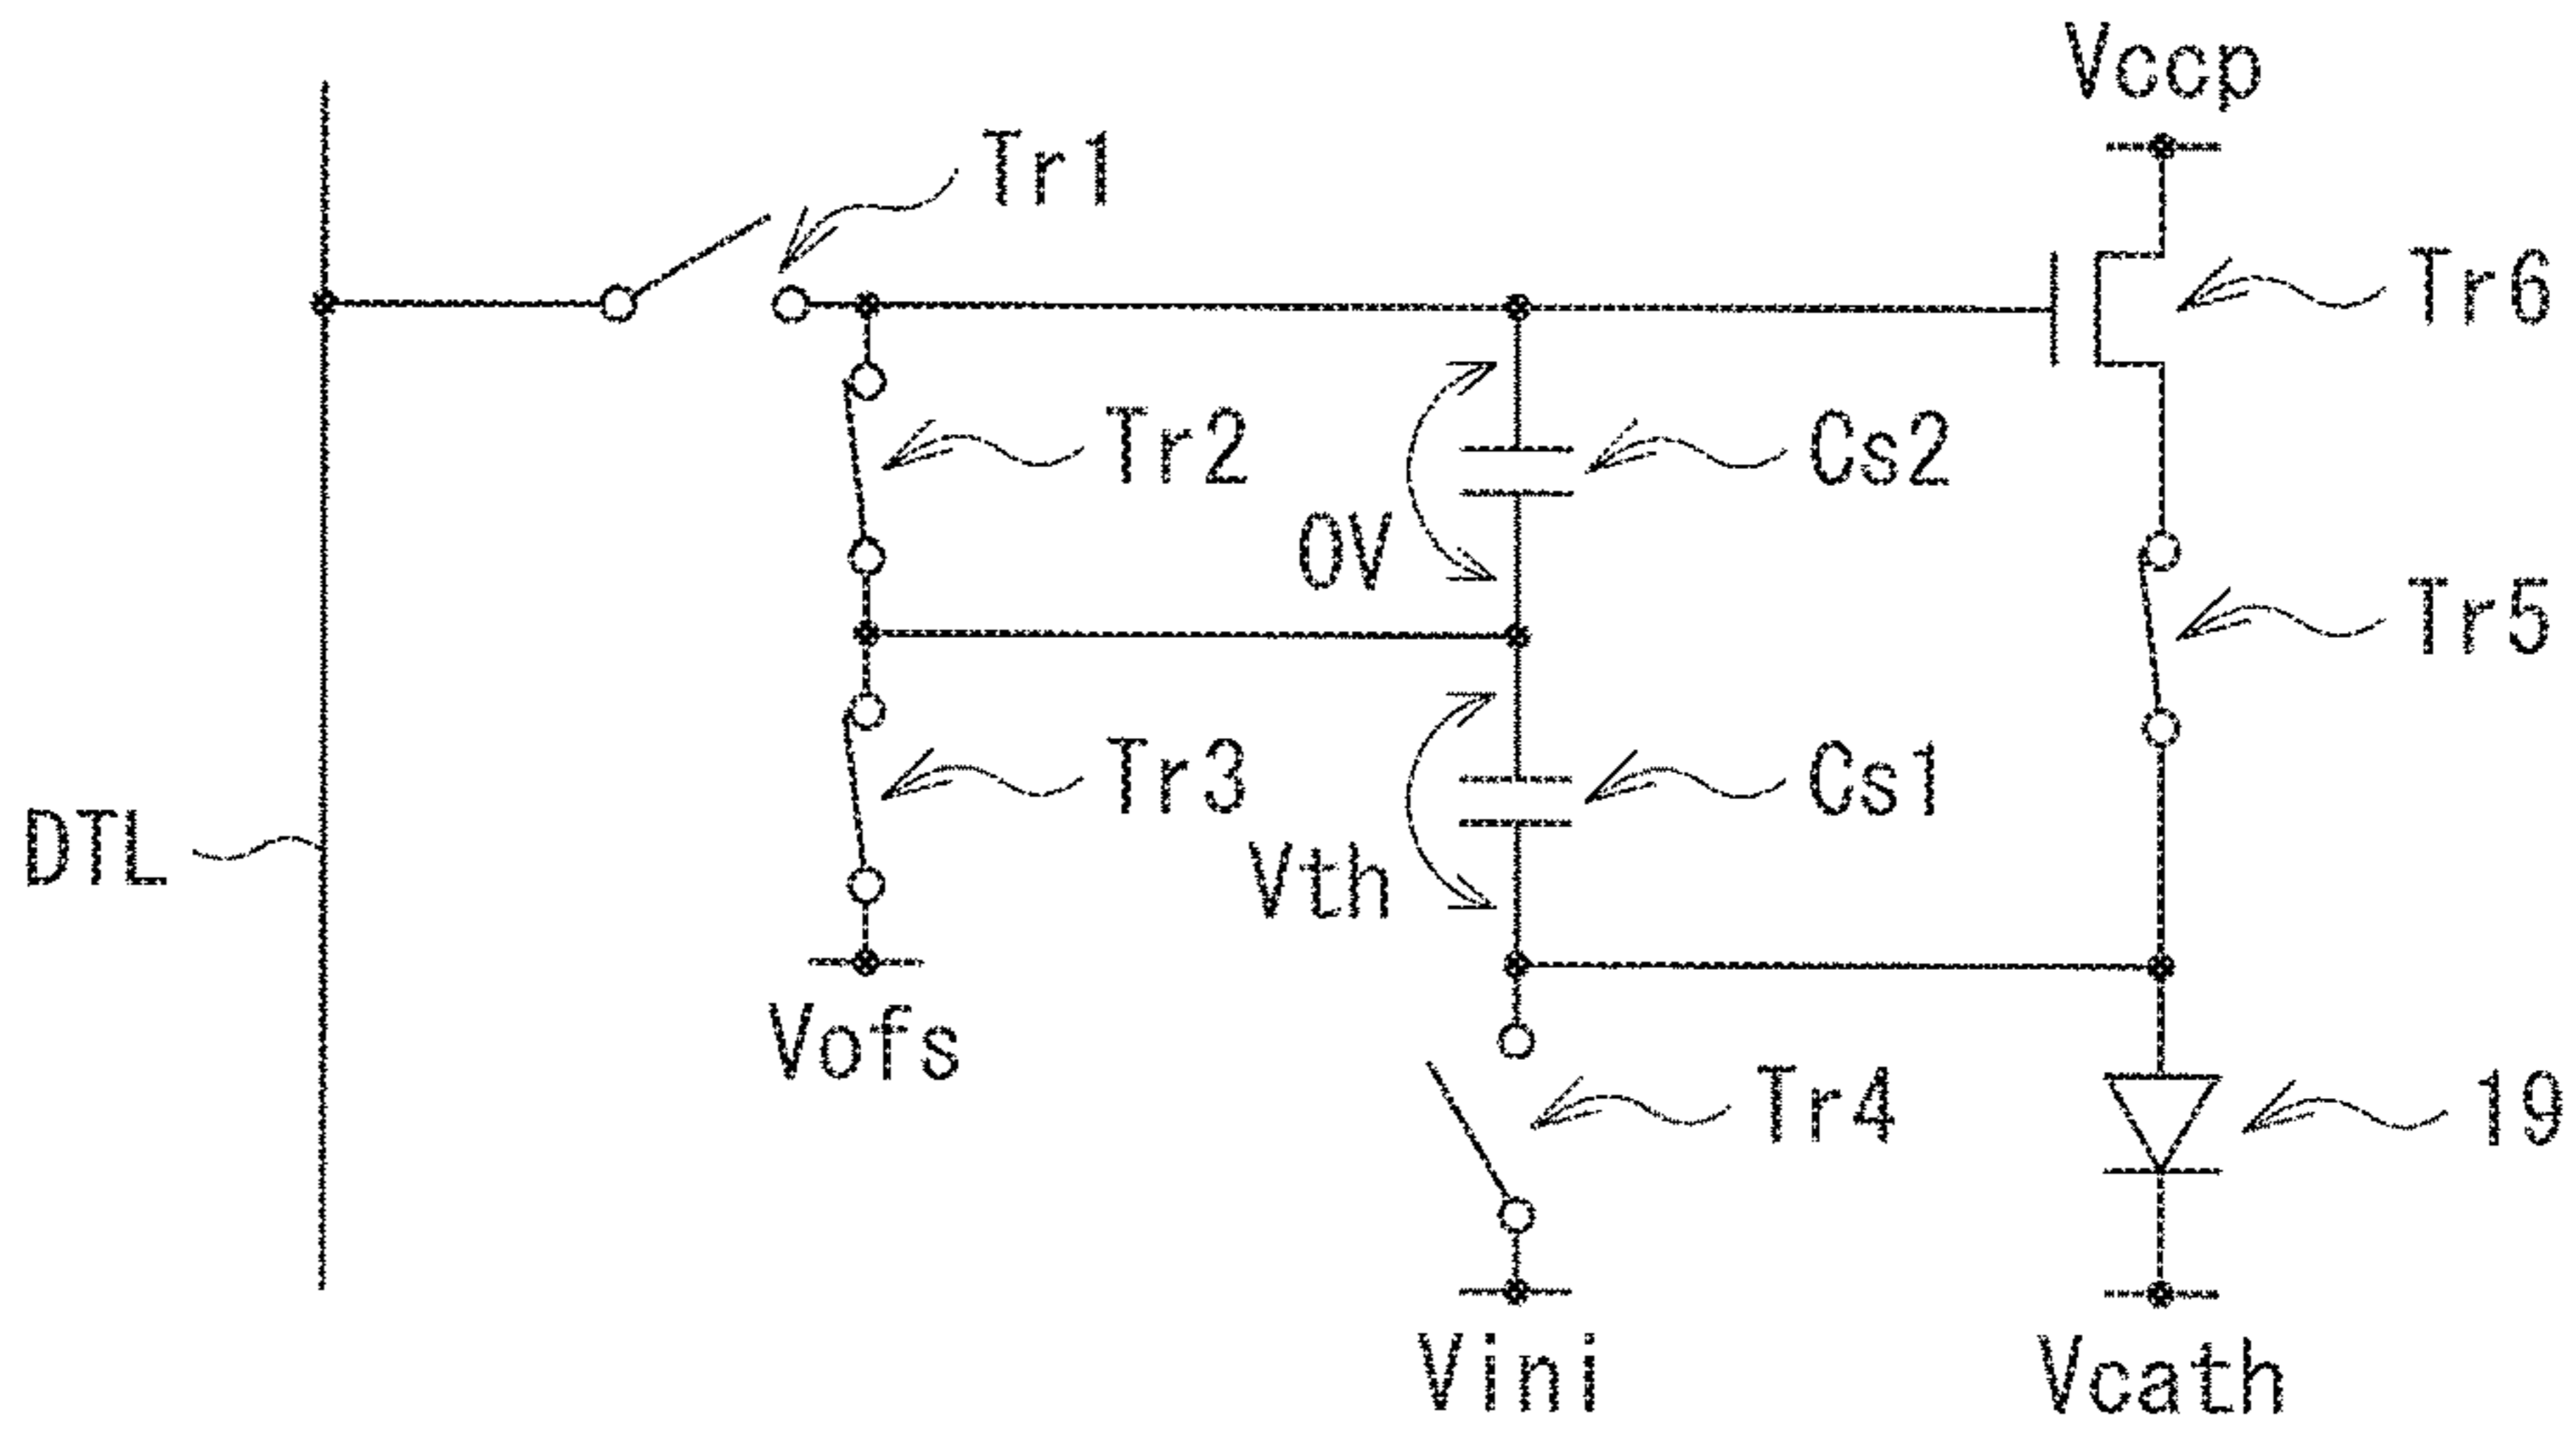 Vccp
Tr1
Tr6
Tr2
Cs2
0V
Tr5
Tr3
Cs1
DTL
Vth
Vofs
Tr4
19
Vini
Vcath